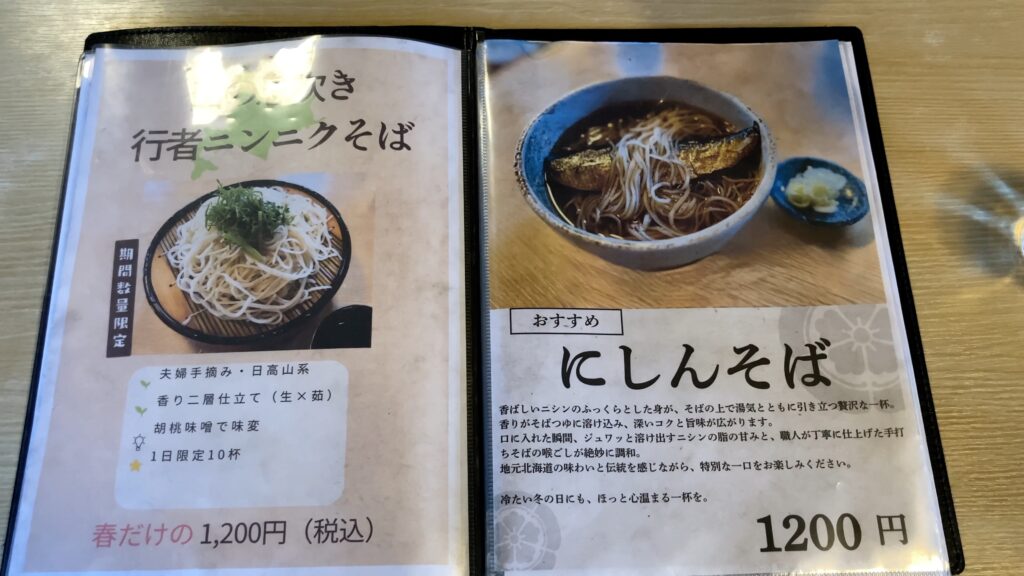 吹き
行者ニンニクそば
期間数量限定
夫婦手摘み・日高山系
香り二層仕立て（生×茹）
胡桃味噌で味変
1日限定10杯
春だけの 1,200円（税込）
おすすめ
にしんそば
香ばしいニシンのふっくらとした身が、そばの上で湯気とともに引き立つ贅沢な一杯。
香りがそばつゆに溶け込み、深いコクと旨味が広がります。
口に入れた瞬間、ジュワッと溶け出すニシンの脂の甘みと、職人が丁寧に仕上げた手打
ちそばの喉ごしが絶妙に調和。
地元北海道の味わいと伝統を感じながら、特別な一口をお楽しみください。
冷たい冬の日にも、ほっと心温まる一杯を。
1200 円